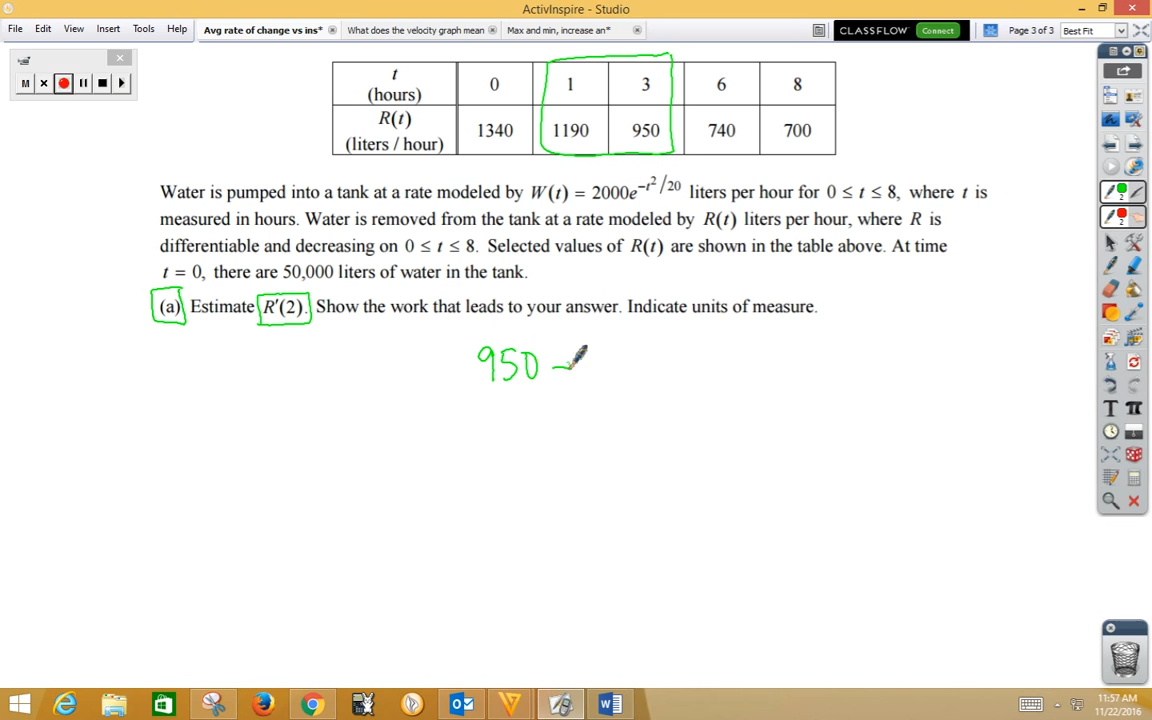 ActivInspire - Studio
File Edit View Insert Tools Help
Avg rate of change vs ins* What does the velocity graph mean Max and min, increase an*
CLASSFLOW Connect Page 3 of 3 Best Fit
M
t (hours) 0 1 3 6 8
R(t) (liters / hour) 1340 1190 950 740 700
Water is pumped into a tank at a rate modeled by W(t) = 2000e^{-t²/20} liters per hour for 0 ≤ t ≤ 8, where t is
measured in hours. Water is removed from the tank at a rate modeled by R(t) liters per hour, where R is
differentiable and decreasing on 0 ≤ t ≤ 8. Selected values of R(t) are shown in the table above. At time
t = 0, there are 50,000 liters of water in the tank.
(a) Estimate R′(2). Show the work that leads to your answer. Indicate units of measure.
950 -
2
2
11:57 AM
11/22/2016